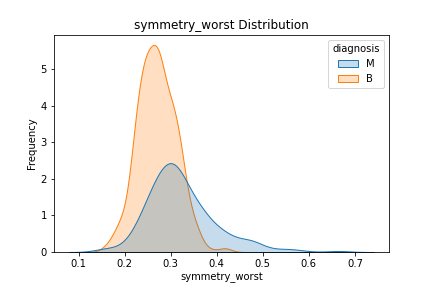 symmetry_worst Distribution
diagnosis
M
B
Frequency
5
4
3
2
1
0
0.1 0.2 0.3 0.4 0.5 0.6 0.7
symmetry_worst